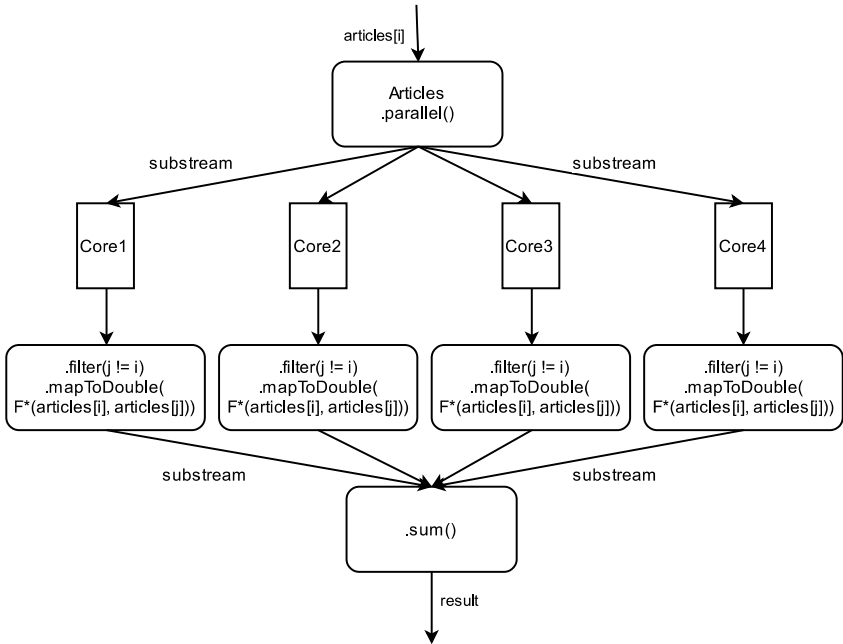 articles[i]
Articles
.parallel()
substream
substream
Core1
Core2
Core3
Core4
.filter(j != i)
.mapToDouble(
F*(articles[i], articles[j]))
.filter(j != i)
.mapToDouble(
F*(articles[i], articles[j]))
.filter(j != i)
.mapToDouble(
F*(articles[i], articles[j]))
.filter(j != i)
.mapToDouble(
F*(articles[i], articles[j]))
substream
substream
.sum()
result